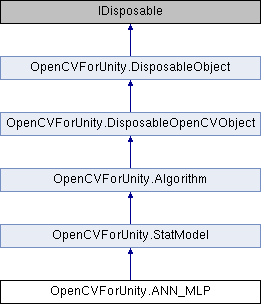 IDisposable
OpenCVForUnity.DisposableObject
OpenCVForUnity.DisposableOpenCVObject
OpenCVForUnity.Algorithm
OpenCVForUnity.StatModel
OpenCVForUnity.ANN_MLP